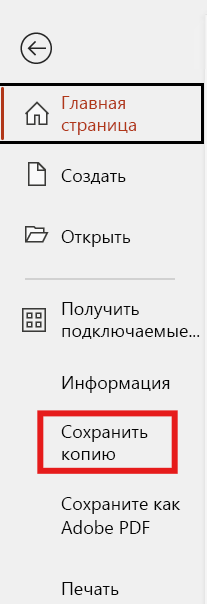 Главная
страница
Создать
Открыть
Получить
подключаемые...
Информация
Сохранить
копию
Сохраните как
Adobe PDF
Печать